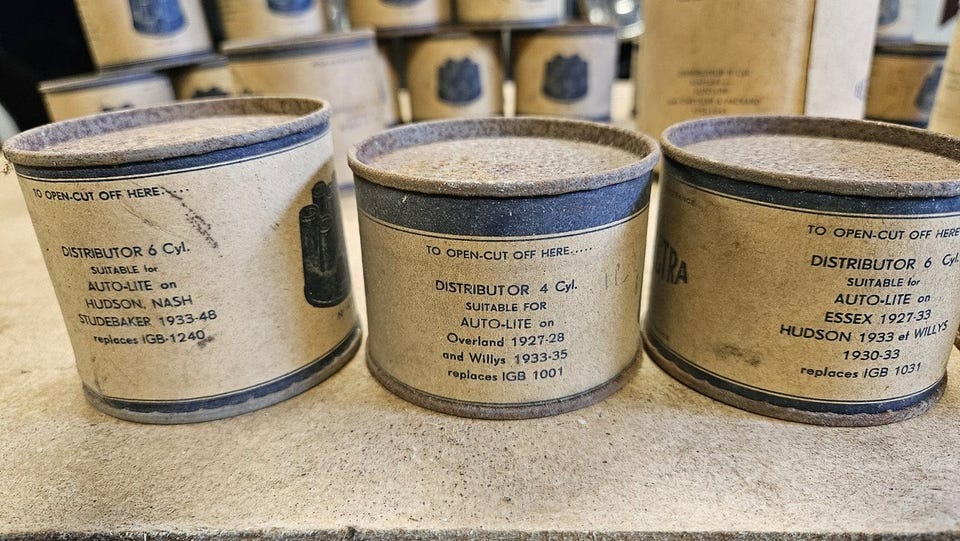 TO OPEN-CUT OFF HERE.....
DISTRIBUTOR 6 Cyl.
SUITABLE for
AUTO-LITE on
HUDSON, NASH
STUDEBAKER 1933-48
replaces IGB-1240
TO OPEN-CUT OFF HERE.....
DISTRIBUTOR 4 Cyl.
SUITABLE FOR
AUTO-LITE on
Overland 1927-28
and Willys 1933-35
replaces IGB 1001
TO OPEN-CUT OFF HERE
DISTRIBUTOR 6 Cyl.
SUITABLE for
AUTO-LITE on
ESSEX 1927-33
HUDSON 1933 et WILLYS
1930-33
replaces IGB 1031
DISTRIBUTOR 8 Cyl.